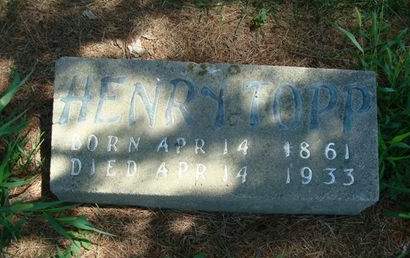 HENRY TOPP
BORN APR 14 1861
DIED APR 14 1933